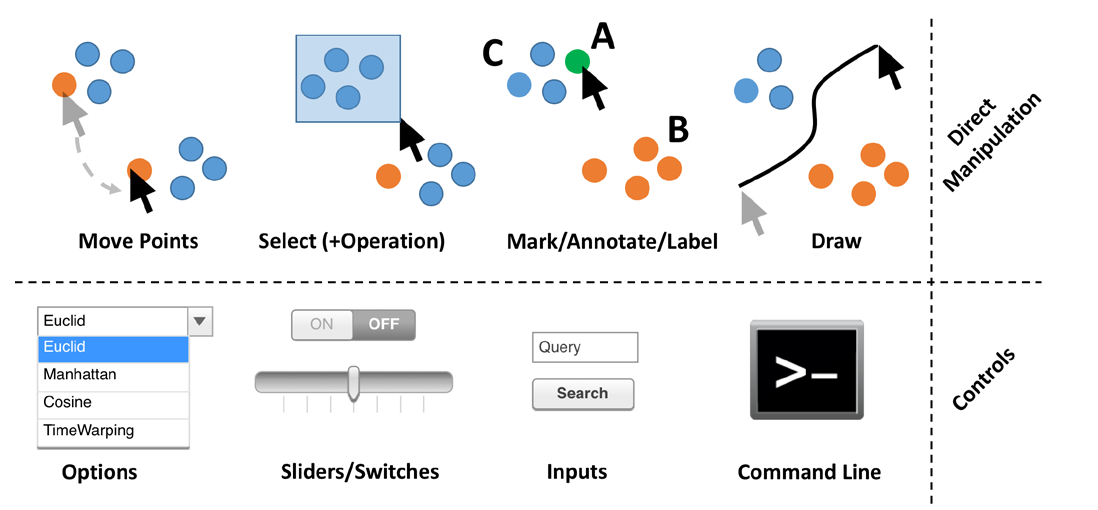 C
A
B
Move Points
Select (+Operation)
Mark/Annotate/Label
Draw
Direct
Manipulation
Euclid
Euclid
Manhattan
Cosine
TimeWarping
Options
ON
OFF
Sliders/Switches
Query
Search
Inputs
>_
Command Line
Controls